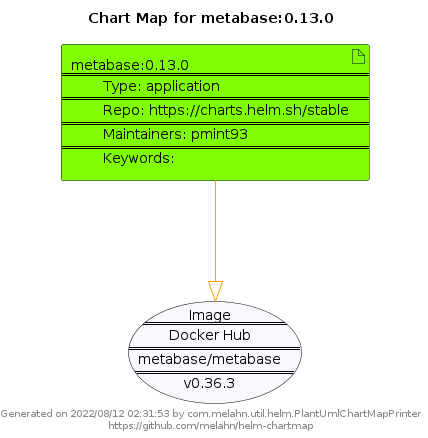 Chart Map for metabase:0.13.0
metabase:0.13.0
Type: application
Repo: https://charts.helm.sh/stable
Maintainers: pmint93
Keywords:
Image
Docker Hub
metabase/metabase
v0.36.3
Generated on 2022/08/12 02:31:53 by com.melahn.util.helm.PlantUmlChartMapPrinter
https://github.com/melahn/helm-chartmap